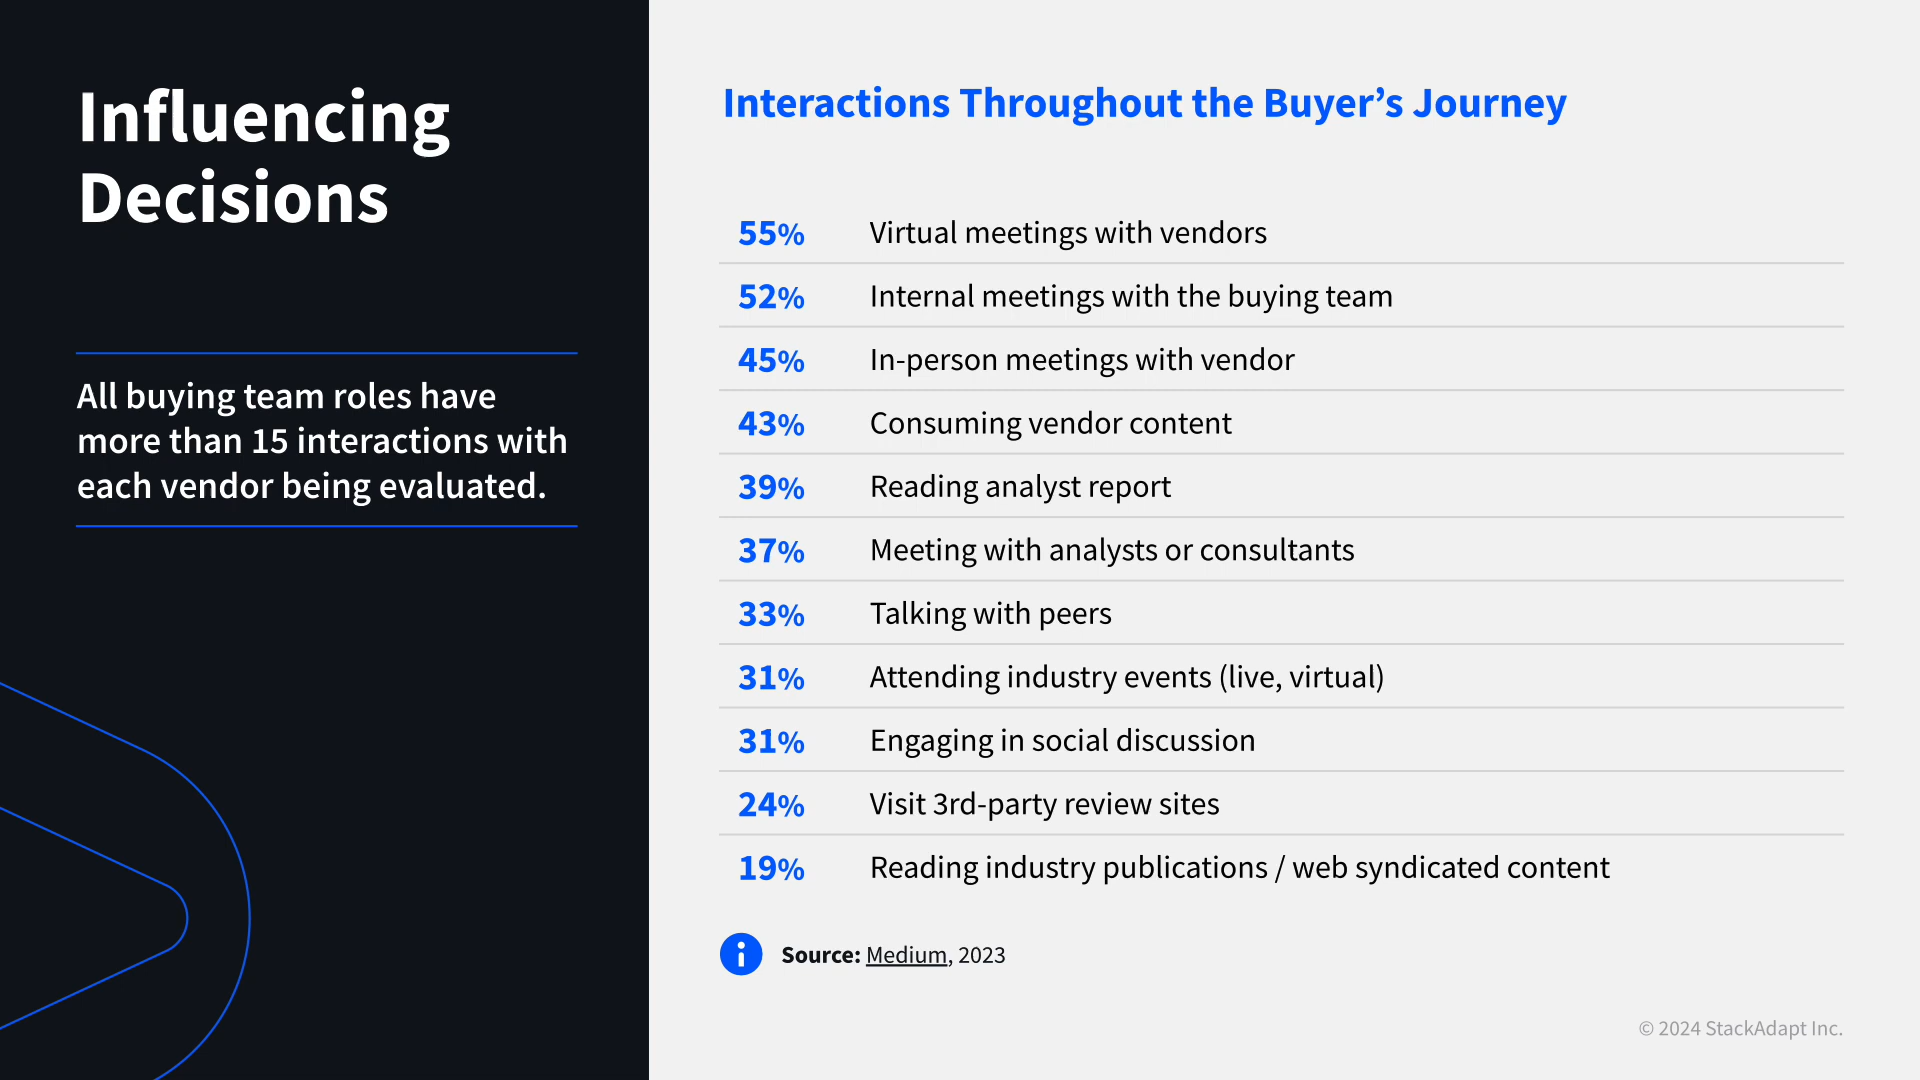 Influencing
Decisions
All buying team roles have
more than 15 interactions with
each vendor being evaluated.
Interactions Throughout the Buyer’s Journey
55% Virtual meetings with vendors
52% Internal meetings with the buying team
45% In-person meetings with vendor
43% Consuming vendor content
39% Reading analyst report
37% Meeting with analysts or consultants
33% Talking with peers
31% Attending industry events (live, virtual)
31% Engaging in social discussion
24% Visit 3rd-party review sites
19% Reading industry publications / web syndicated content
Source: Medium, 2023
© 2024 StackAdapt Inc.